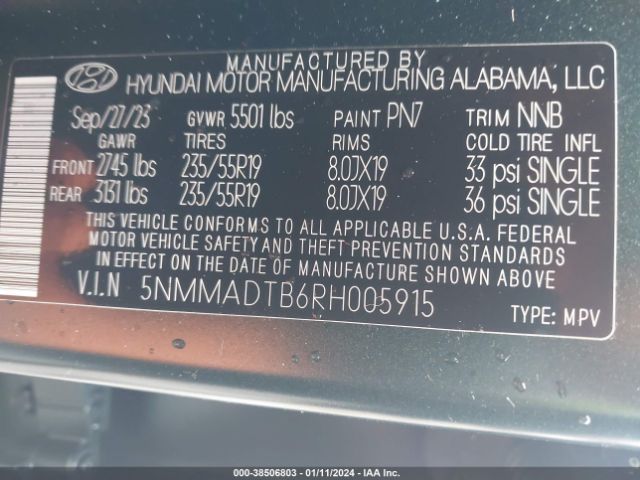 MANUFACTURED BY
HYUNDAI MOTOR MANUFACTURING ALABAMA, LLC
Sep/27/23 GVWR 5501 lbs PAINT PN7 TRIM NNB
GAWR TIRES RIMS COLD TIRE INFL
FRONT 2745 lbs 235/55R19 8.0JX19 33 psi SINGLE
REAR 3131 lbs 235/55R19 8.0JX19 36 psi SINGLE
THIS VEHICLE CONFORMS TO ALL APPLICABLE U.S.A. FEDERAL
MOTOR VEHICLE SAFETY AND THEFT PREVENTION STANDARDS
IN EFFECT ON THE DATE OF MANUFACTURE SHOWN ABOVE
V.I.N 5NMMADTB6RH005915
TYPE: MPV
000-38506803 - 01/11/2024 - IAA Inc.